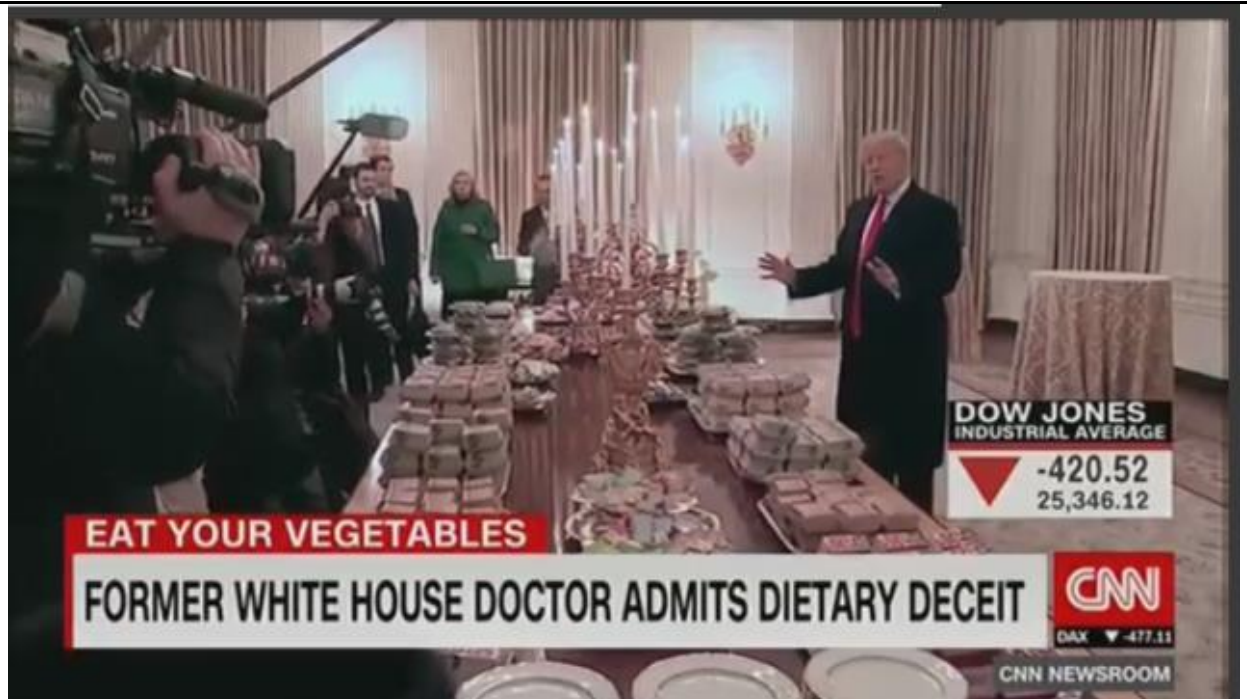 DOW JONES
INDUSTRIAL AVERAGE
-420.52
25,346.12
EAT YOUR VEGETABLES
FORMER WHITE HOUSE DOCTOR ADMITS DIETARY DECEIT
CNN
DAX ▼ -477.11
CNN NEWSROOM